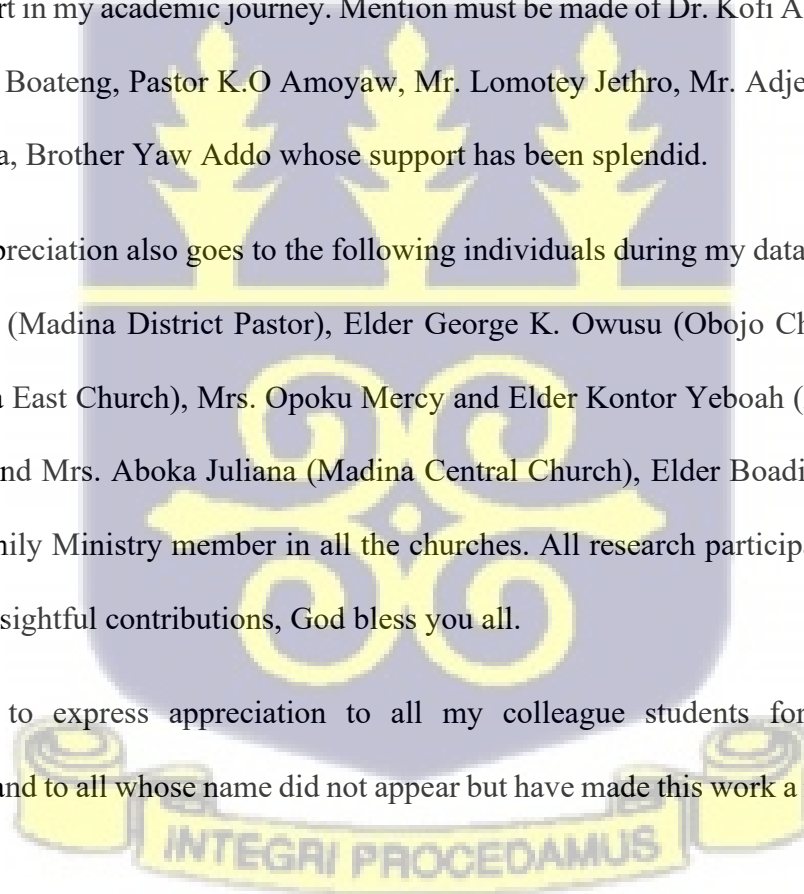 rt in my academic journey. Mention must be made of Dr. Kofi A
Boateng, Pastor K.O Amoyaw, Mr. Lomotey Jethro, Mr. Adje
a, Brother Yaw Addo whose support has been splendid.
preciation also goes to the following individuals during my data
(Madina District Pastor), Elder George K. Owusu (Obojo Ch
a East Church), Mrs. Opoku Mercy and Elder Kontor Yeboah (
nd Mrs. Aboka Juliana (Madina Central Church), Elder Boadi
nily Ministry member in all the churches. All research particip
sightful contributions, God bless you all.
to express appreciation to all my colleague students for
and to all whose name did not appear but have made this work a
INTEGRI PROCEDAMUS